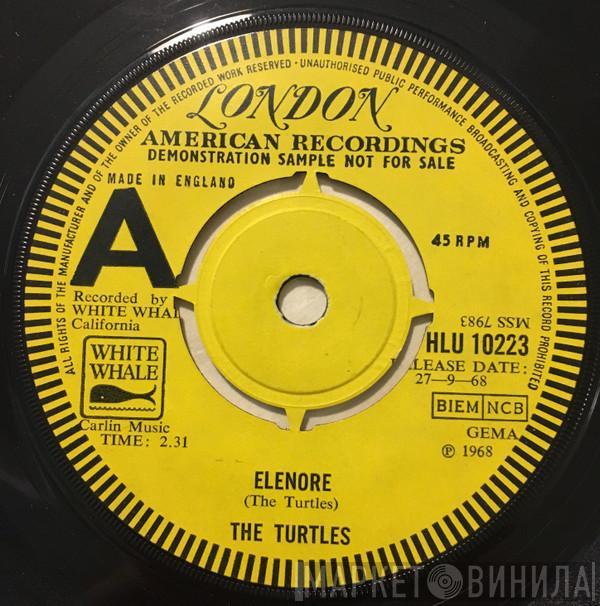 ALL RIGHTS OF THE MANUFACTURER AND OF THE OWNER OF THE RECORDED WORK RESERVED · UNAUTHORISED PUBLIC PERFORMANCE BROADCASTING AND COPYING OF THIS RECORD PROHIBITED
LONDON
AMERICAN RECORDINGS
DEMONSTRATION SAMPLE NOT FOR SALE
MADE IN ENGLAND
A
45 RPM
Recorded by
WHITE WHAL
California
MSS 7983
HLU 10223
ELEASE DATE:
27-9-68
WHITE
WHALE
BIEM NCB
Carlin Music
TIME: 2.31
GEMA
℗ 1968
ELENORE
(The Turtles)
THE TURTLES
МАРКЕТ ВИНИЛА